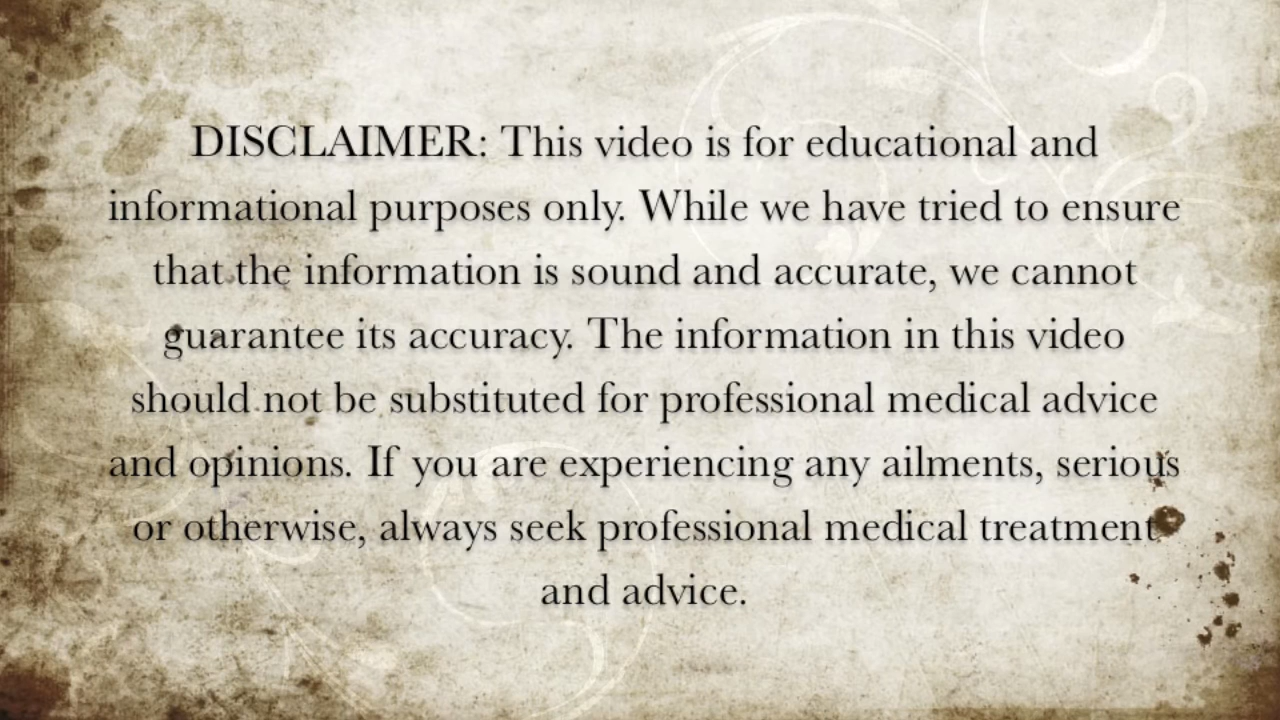 DISCLAIMER: This video is for educational and
informational purposes only. While we have tried to ensure
that the information is sound and accurate, we cannot
guarantee its accuracy. The information in this video
should not be substituted for professional medical advice
and opinions. If you are experiencing any ailments, serious
or otherwise, always seek professional medical treatment
and advice.